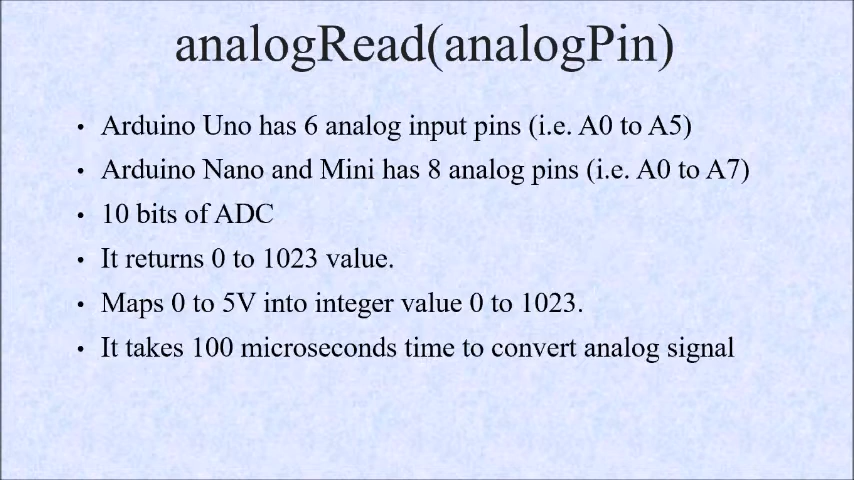 analogRead(analogPin)
• Arduino Uno has 6 analog input pins (i.e. A0 to A5)
• Arduino Nano and Mini has 8 analog pins (i.e. A0 to A7)
• 10 bits of ADC
• It returns 0 to 1023 value.
• Maps 0 to 5V into integer value 0 to 1023.
• It takes 100 microseconds time to convert analog signal